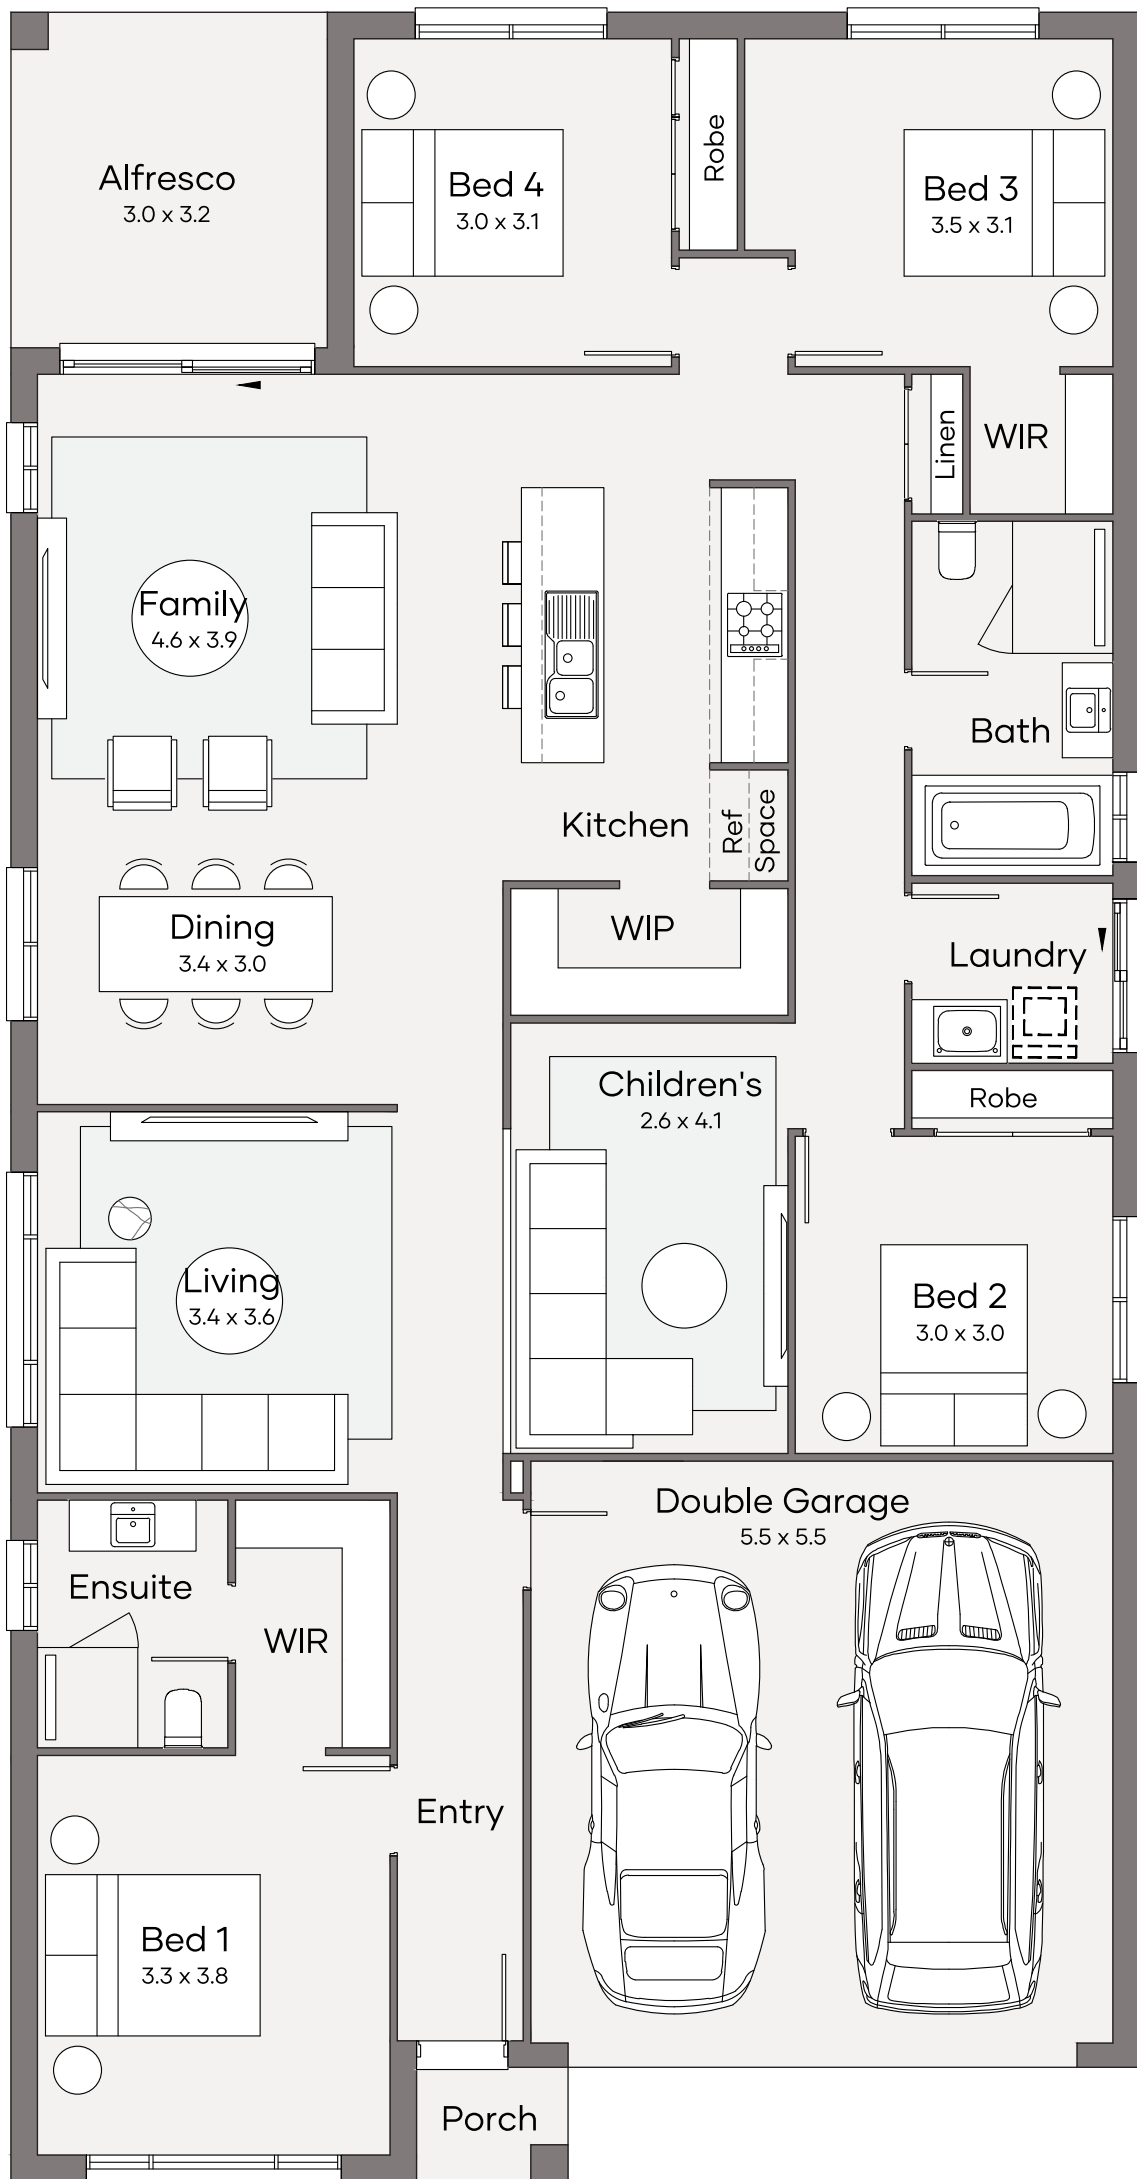 Alfresco
3.0 x 3.2
Bed 4
3.0 x 3.1
Robe
Bed 3
3.5 x 3.1
Linen
WIR
Family
4.6 x 3.9
Bath
Kitchen
Ref
Space
Dining
3.4 x 3.0
WIP
Laundry
Children's
2.6 x 4.1
Robe
Living
3.4 x 3.6
Bed 2
3.0 x 3.0
Double Garage
5.5 x 5.5
Ensuite
WIR
Entry
Bed 1
3.3 x 3.8
Porch